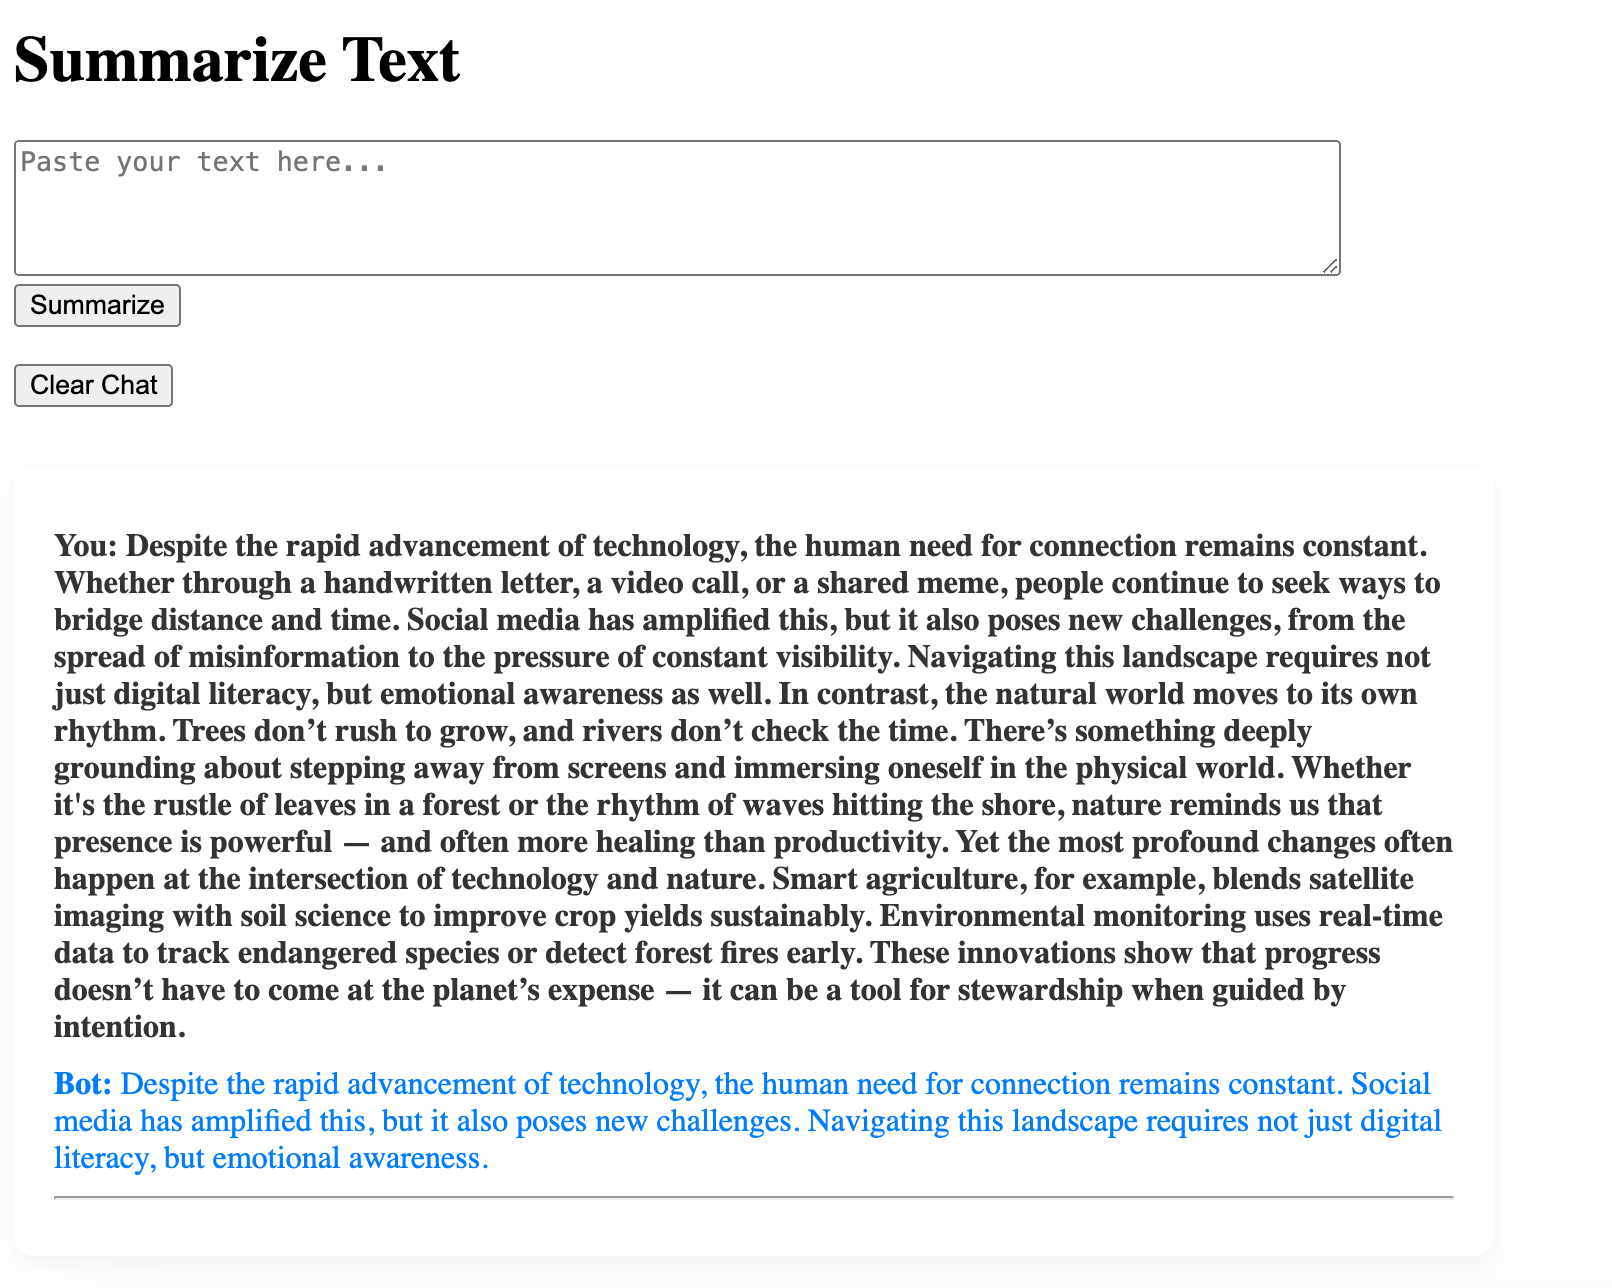 Summarize Text
Paste your text here...
Summarize
Clear Chat
You: Despite the rapid advancement of technology, the human need for connection remains constant.
Whether through a handwritten letter, a video call, or a shared meme, people continue to seek ways to
bridge distance and time. Social media has amplified this, but it also poses new challenges, from the
spread of misinformation to the pressure of constant visibility. Navigating this landscape requires not
just digital literacy, but emotional awareness as well. In contrast, the natural world moves to its own
rhythm. Trees don’t rush to grow, and rivers don’t check the time. There’s something deeply
grounding about stepping away from screens and immersing oneself in the physical world. Whether
it's the rustle of leaves in a forest or the rhythm of waves hitting the shore, nature reminds us that
presence is powerful — and often more healing than productivity. Yet the most profound changes often
happen at the intersection of technology and nature. Smart agriculture, for example, blends satellite
imaging with soil science to improve crop yields sustainably. Environmental monitoring uses real-time
data to track endangered species or detect forest fires early. These innovations show that progress
doesn’t have to come at the planet’s expense — it can be a tool for stewardship when guided by
intention.
Bot: Despite the rapid advancement of technology, the human need for connection remains constant. Social
media has amplified this, but it also poses new challenges. Navigating this landscape requires not just digital
literacy, but emotional awareness.